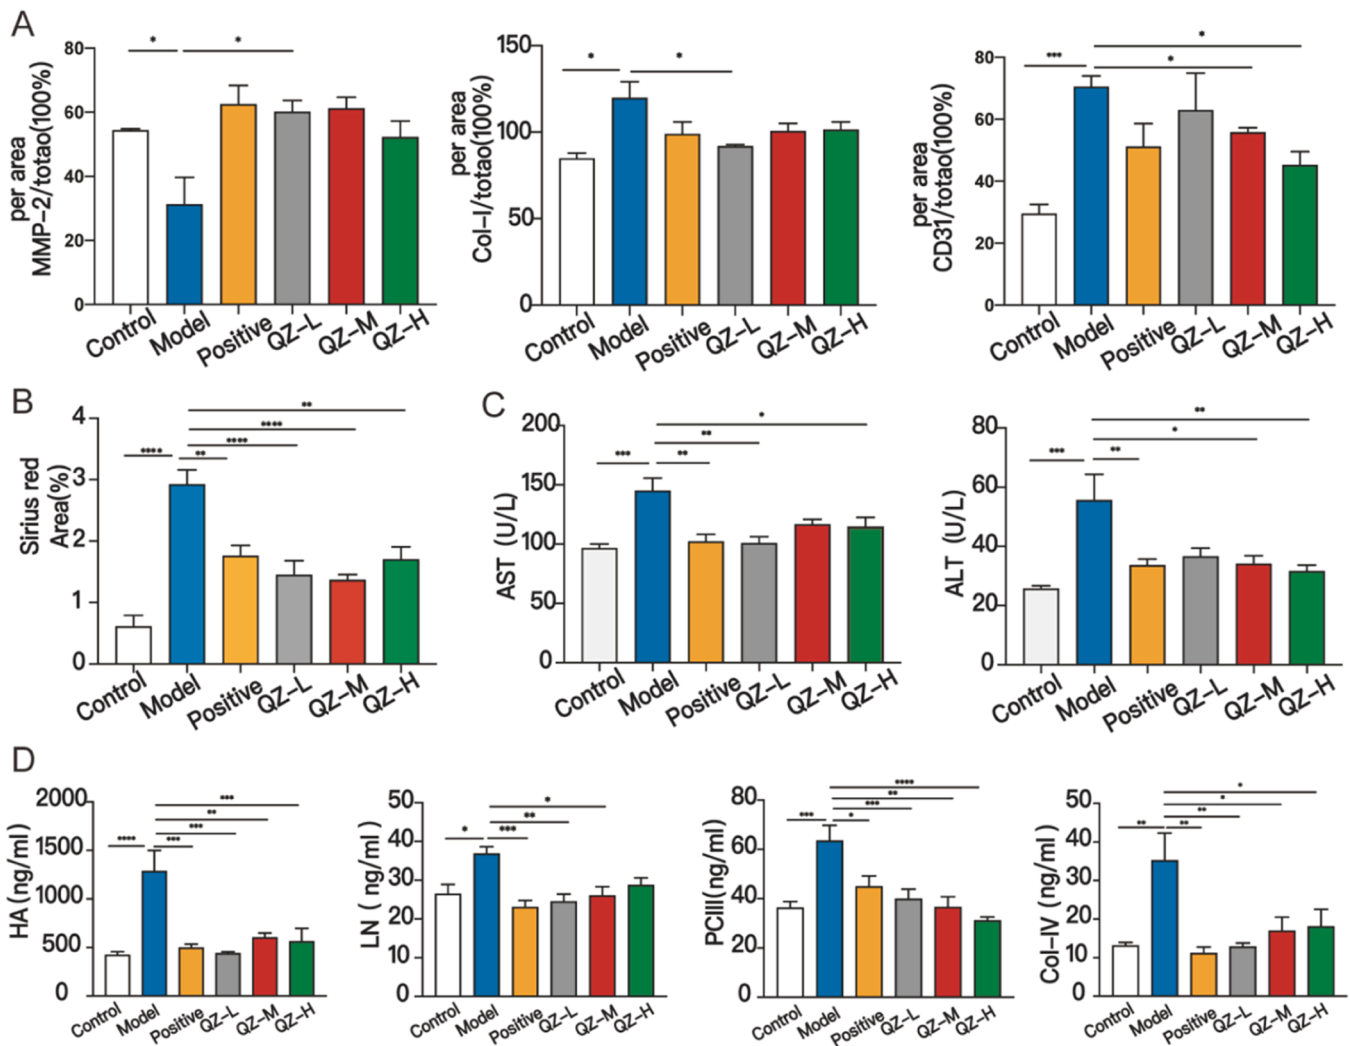 A
per area
MMP-2/totao(100%)
80
60
40
20
0
* *
Control Model Positive QZ-L QZ-M QZ-H
per area
Col-I/totao(100%)
150
100
50
0
* *
Control Model Positive QZ-L QZ-M QZ-H
per area
CD31/totao(100%)
80
60
40
20
0
*
*** *
Control Model Positive QZ-L QZ-M QZ-H
B
Sirius red
Area(%)
4
3
2
1
0
**
****
****
**** **
Control Model Positive QZ-L QZ-M QZ-H
C
AST (U/L)
200
150
100
50
0
*
**
*** **
Control Model Positive QZ-L QZ-M QZ-H
ALT (U/L)
80
60
40
20
0
**
*
*** **
Control Model Positive QZ-L QZ-M QZ-H
D
HA(ng/ml)
2000
1500
1000
500
0
***
**
***
**** ***
Control Model Positive QZ-L QZ-M QZ-H
LN ( ng/ml)
50
40
30
20
10
0
*
**
* ***
Control Model Positive QZ-L QZ-M QZ-H
PCIII(ng/ml)
80
60
40
20
0
****
**
***
*** *
Control Model Positive QZ-L QZ-M QZ-H
Col-IV (ng/ml )
50
40
30
20
10
0
*
*
**
** **
Control Model Positive QZ-L QZ-M QZ-H